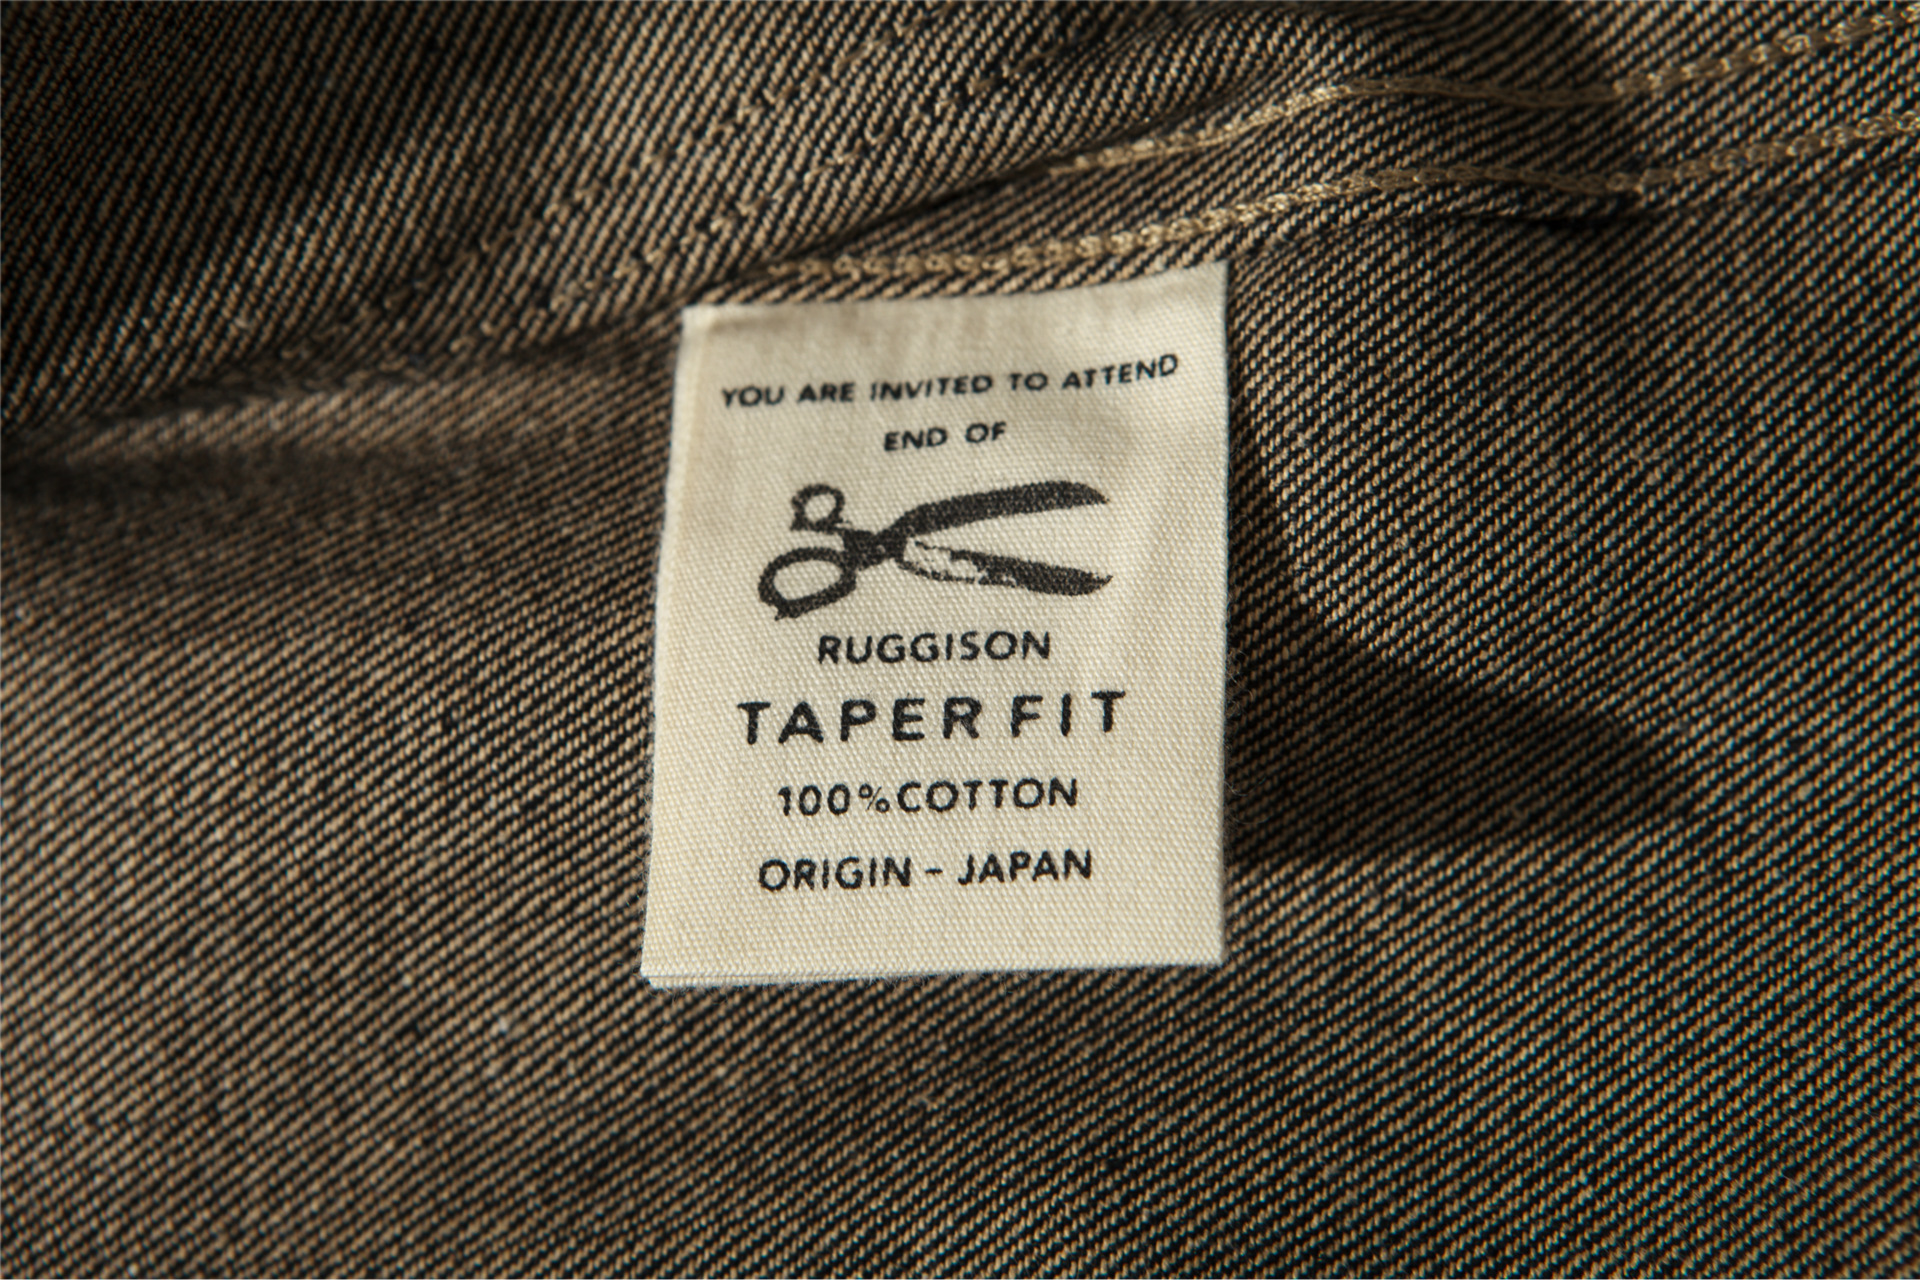 YOU ARE INVITED TO ATTEND
END OF
RUGGISON
TAPER FIT
100%COTTON
ORIGIN - JAPAN